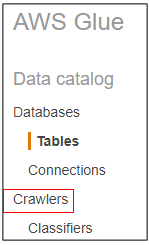 AWS Glue
Data catalog
Databases
Tables
Connections
Crawlers
Classifiers